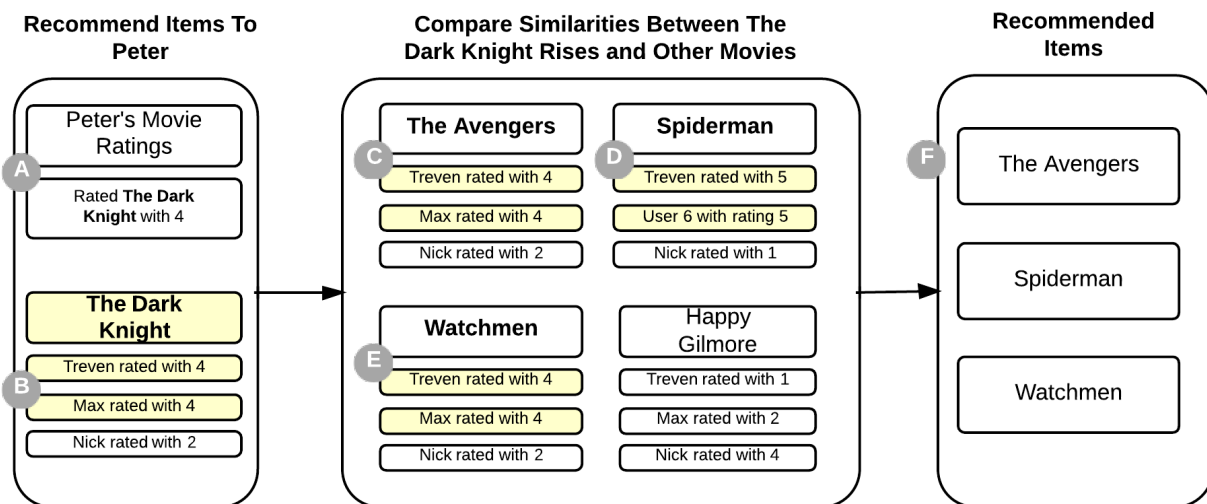 Recommend Items To
Peter
Peter's Movie
Ratings
A
Rated The Dark
Knight with 4
The Dark
Knight
Treven rated with 4
B
Max rated with 4
Nick rated with 2
Compare Similarities Between The
Dark Knight Rises and Other Movies
The Avengers
C
Treven rated with 4
Max rated with 4
Nick rated with 2
Spiderman
D
Treven rated with 5
User 6 with rating 5
Nick rated with 1
Watchmen
E
Treven rated with 4
Max rated with 4
Nick rated with 2
Happy
Gilmore
Treven rated with 1
Max rated with 2
Nick rated with 4
Recommended
Items
F
The Avengers
Spiderman
Watchmen